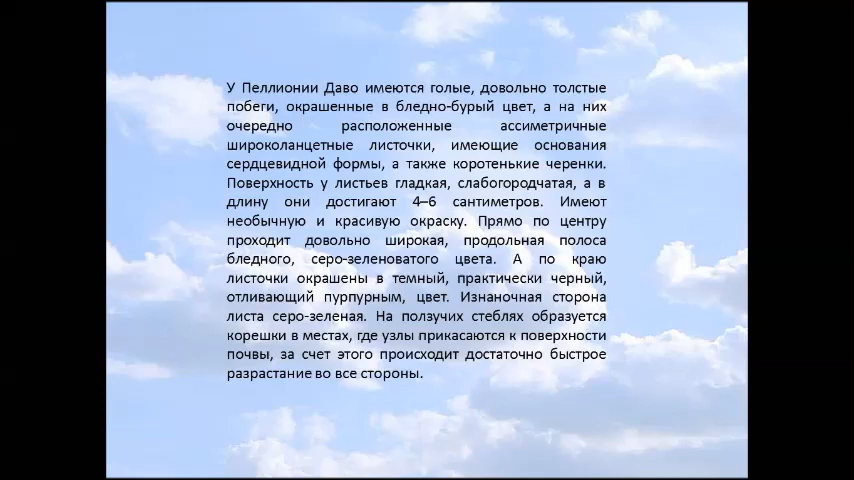 У Пеллионии Даво имеются голые, довольно толстые
побеги, окрашенные в бледно-бурый цвет, а на них
очередно расположенные ассиметричные
широколанцетные листочки, имеющие основания
сердцевидной формы, а также коротенькие черенки.
Поверхность у листьев гладкая, слабогородчатая, а в
длину они достигают 4–6 сантиметров. Имеют
необычную и красивую окраску. Прямо по центру
проходит довольно широкая, продольная полоса
бледного, серо-зеленоватого цвета. А по краю
листочки окрашены в темный, практически черный,
отливающий пурпурным, цвет. Изнаночная сторона
листа серо-зеленая. На ползучих стеблях образуется
корешки в местах, где узлы прикасаются к поверхности
почвы, за счет этого происходит достаточно быстрое
разрастание во все стороны.